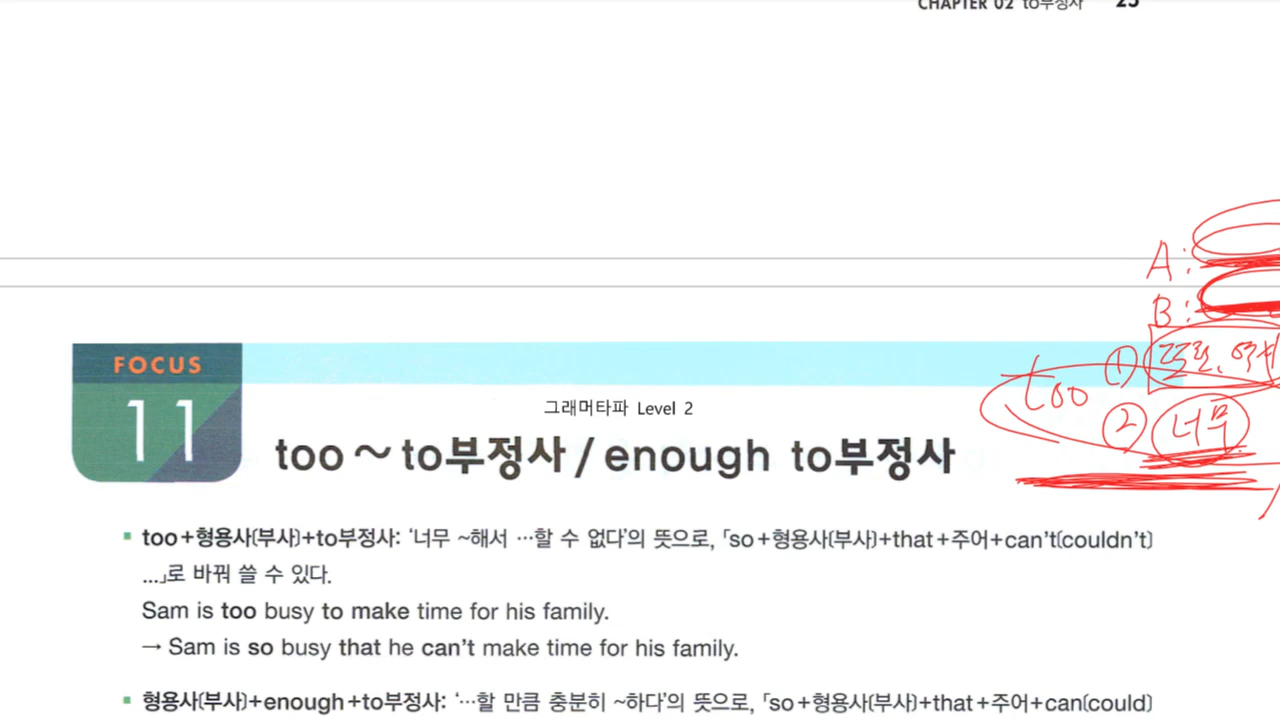 CHAPTER 02 to부정사 25
A:
B:
FOCUS
11
too ① 또한, 역시
② 너무
그래머타파 Level 2
too ~ to부정사 / enough to부정사
too+형용사(부사)+to부정사: ‘너무 ~해서 …할 수 없다’의 뜻으로, 「so+형용사(부사)+that+주어+can't(couldn't)
…」로 바꿔 쓸 수 있다.
Sam is too busy to make time for his family.
→ Sam is so busy that he can't make time for his family.
형용사(부사)+enough+to부정사: ‘…할 만큼 충분히 ~하다’의 뜻으로, 「so+형용사(부사)+that+주어+can(could)